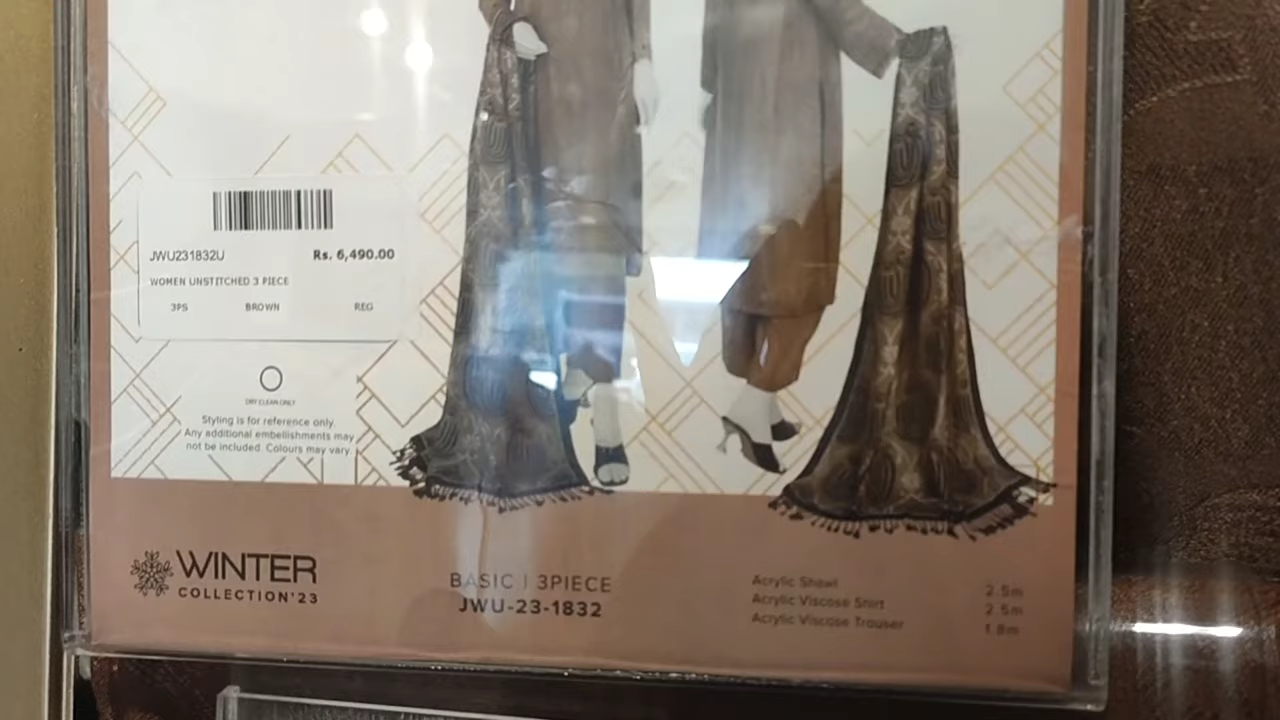 JWU231832U Rs. 6,490.00
WOMEN UNSTITCHED 3 PIECE
3PS BROWN REG
DRY CLEAN ONLY
Styling is for reference only.
Any additional embellishments may
not be included. Colours may vary.
WINTER
COLLECTION'23
BASIC | 3PIECE
JWU-23-1832
Acrylic Shawl 2.5m
Acrylic Viscose Shirt 2.5m
Acrylic Viscose Trouser 1.8m